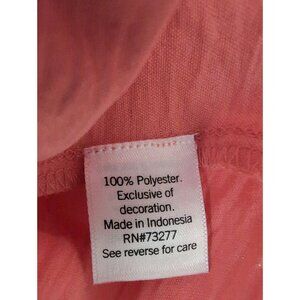 100% Polyester.
Exclusive of
decoration.
Made in Indonesia
RN#73277
See reverse for care